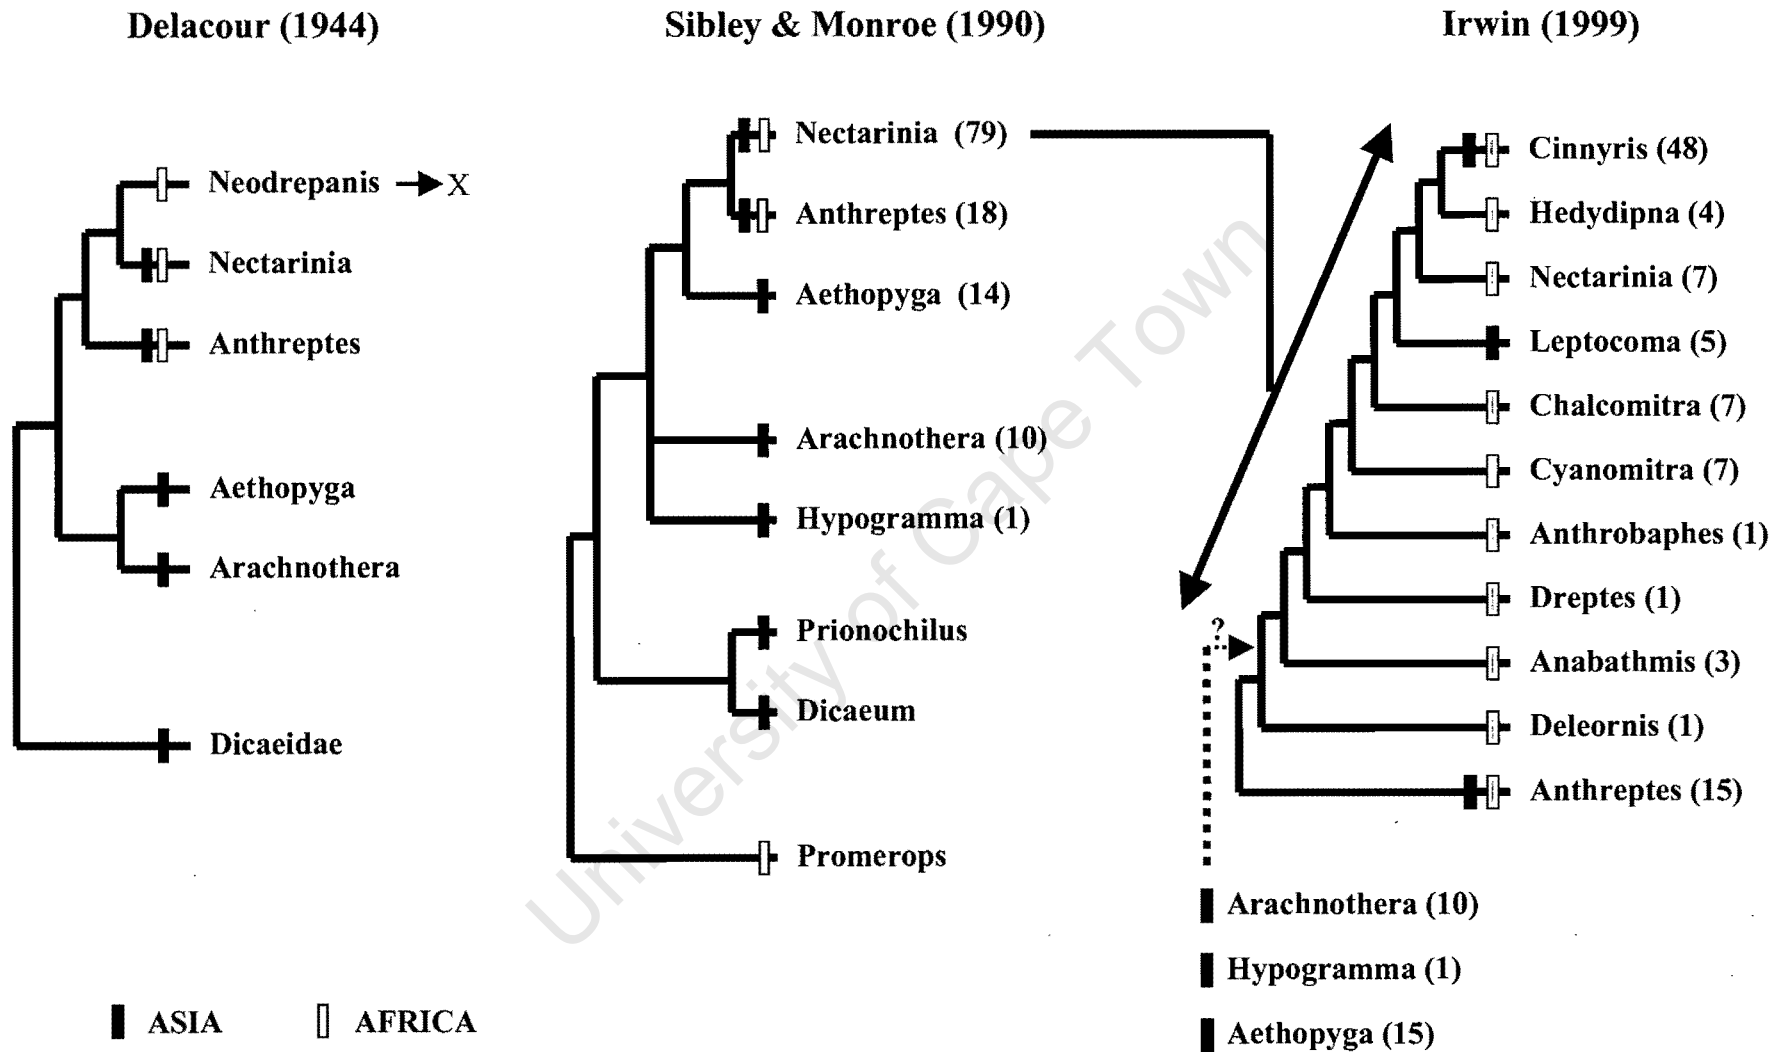 Delacour (1944)
Neodrepanis
X
Nectarinia
Anthreptes
Aethopyga
Arachnothera
Dicaeidae
ASIA
AFRICA
Sibley & Monroe (1990)
Nectarinia (79)
Anthreptes (18)
Aethopyga (14)
Arachnothera (10)
Hypogramma (1)
Prionochilus
Dicaeum
Promerops
Irwin (1999)
Cinnyris (48)
Hedydipna (4)
Nectarinia (7)
Leptocoma (5)
Chalcomitra (7)
Cyanomitra (7)
Anthrobaphes (1)
Dreptes (1)
?
Anabathmis (3)
Deleornis (1)
Anthreptes (15)
Arachnothera (10)
Hypogramma (1)
Aethopyga (15)
University of Cape Town